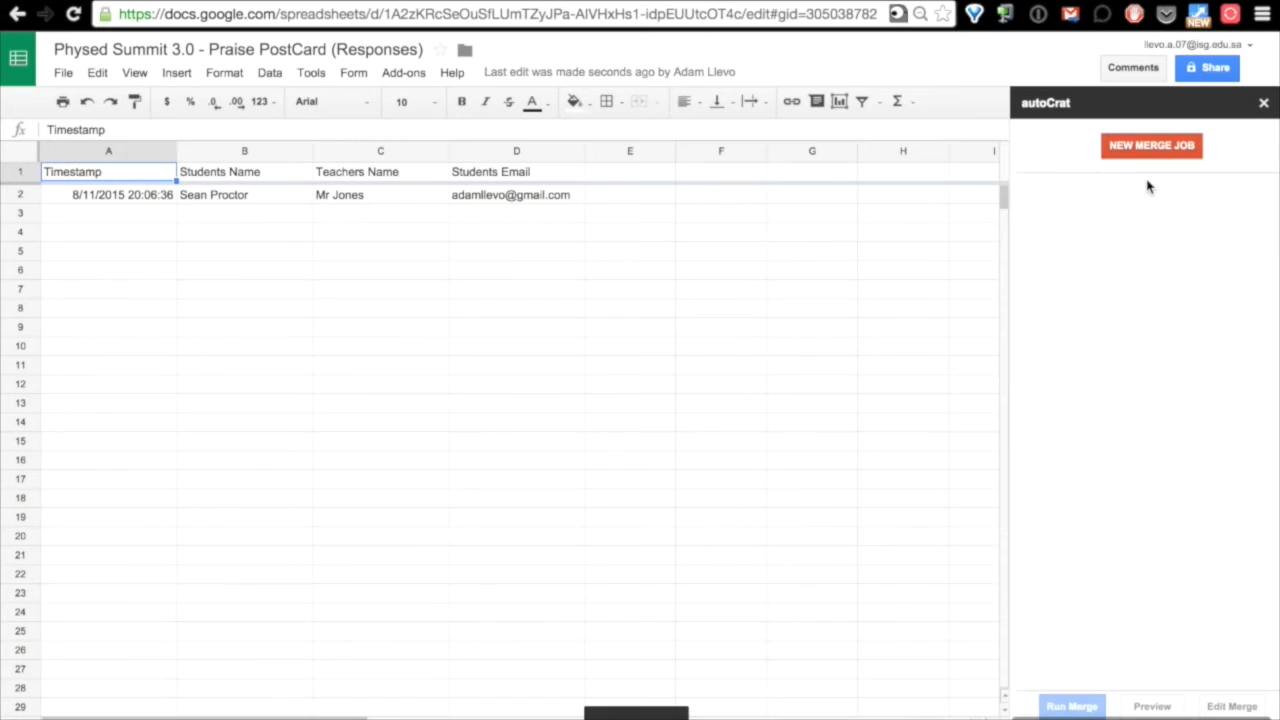 https://docs.google.com/spreadsheets/d/1A2zKRcSeOuSfLUmTZyJPa-AIVHxHs1-idpEUUtcOT4c/edit#gid=305038782
NEW
Physed Summit 3.0 - Praise PostCard (Responses)
llevo.a.07@isg.edu.sa
File Edit View Insert Format Data Tools Form Add-ons Help Last edit was made seconds ago by Adam Llevo
Comments Share
$ % .0 .00 123 Arial 10 B I S A Σ
autoCrat
fx Timestamp
NEW MERGE JOB
A B C D E F G H I
1 Timestamp Students Name Teachers Name Students Email
2 8/11/2015 20:06:36 Sean Proctor Mr Jones adamllevo@gmail.com
3
4
5
6
7
8
9
10
11
12
13
14
15
16
17
18
19
20
21
22
23
24
25
26
27
28
29
Run Merge Preview Edit Merge